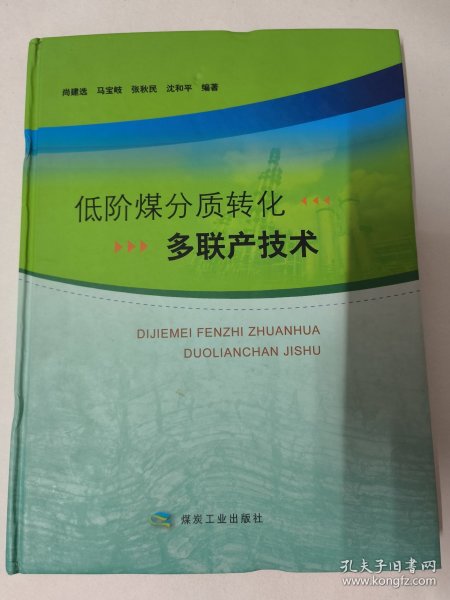 尚建选 马宝岐 张秋民 沈和平 编著
低阶煤分质转化
多联产技术
DIJIEMEI FENZHI ZHUANHUA
DUOLIANCHAN JISHU
煤炭工业出版社
孔夫子旧书网
www.kongfz.com